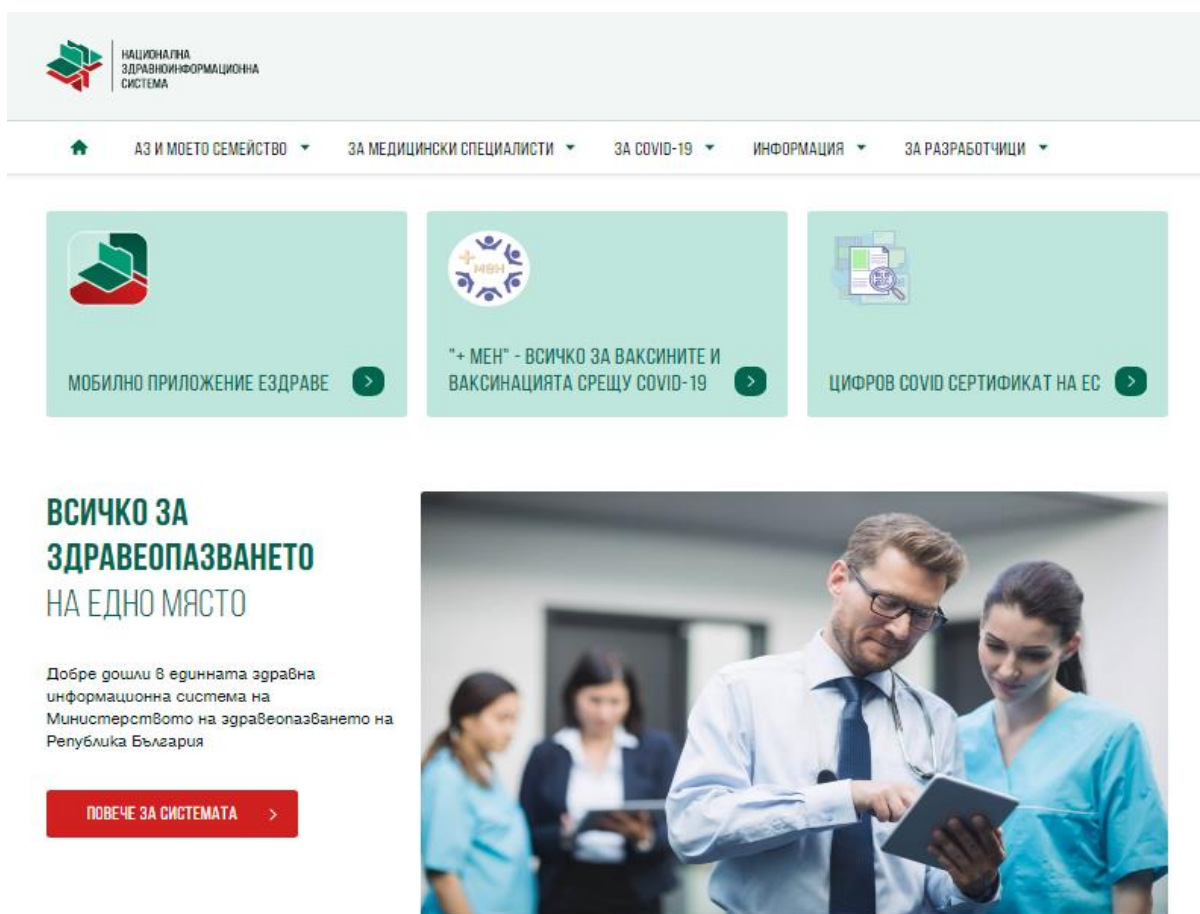 НАЦИОНАЛНА
ЗДРАВНОИНФОРМАЦИОННА
СИСТЕМА
АЗ И МОЕТО СЕМЕЙСТВО
ЗА МЕДИЦИНСКИ СПЕЦИАЛИСТИ
ЗА COVID-19
ИНФОРМАЦИЯ
ЗА РАЗРАБОТЧИЦИ
МОБИЛНО ПРИЛОЖЕНИЕ ЕЗДРАВЕ
+МЕН
"+ МЕН" - ВСИЧКО ЗА ВАКСИНИТЕ И
ВАКСИНАЦИЯТА СРЕЩУ COVID-19
ЦИФРОВ COVID СЕРТИФИКАТ НА ЕС
ВСИЧКО ЗА
ЗДРАВЕОПАЗВАНЕТО
НА ЕДНО МЯСТО
Добре дошли в единната здравна
информационна система на
Министерството на здравеопазването на
Република България
ПОВЕЧЕ ЗА СИСТЕМАТА